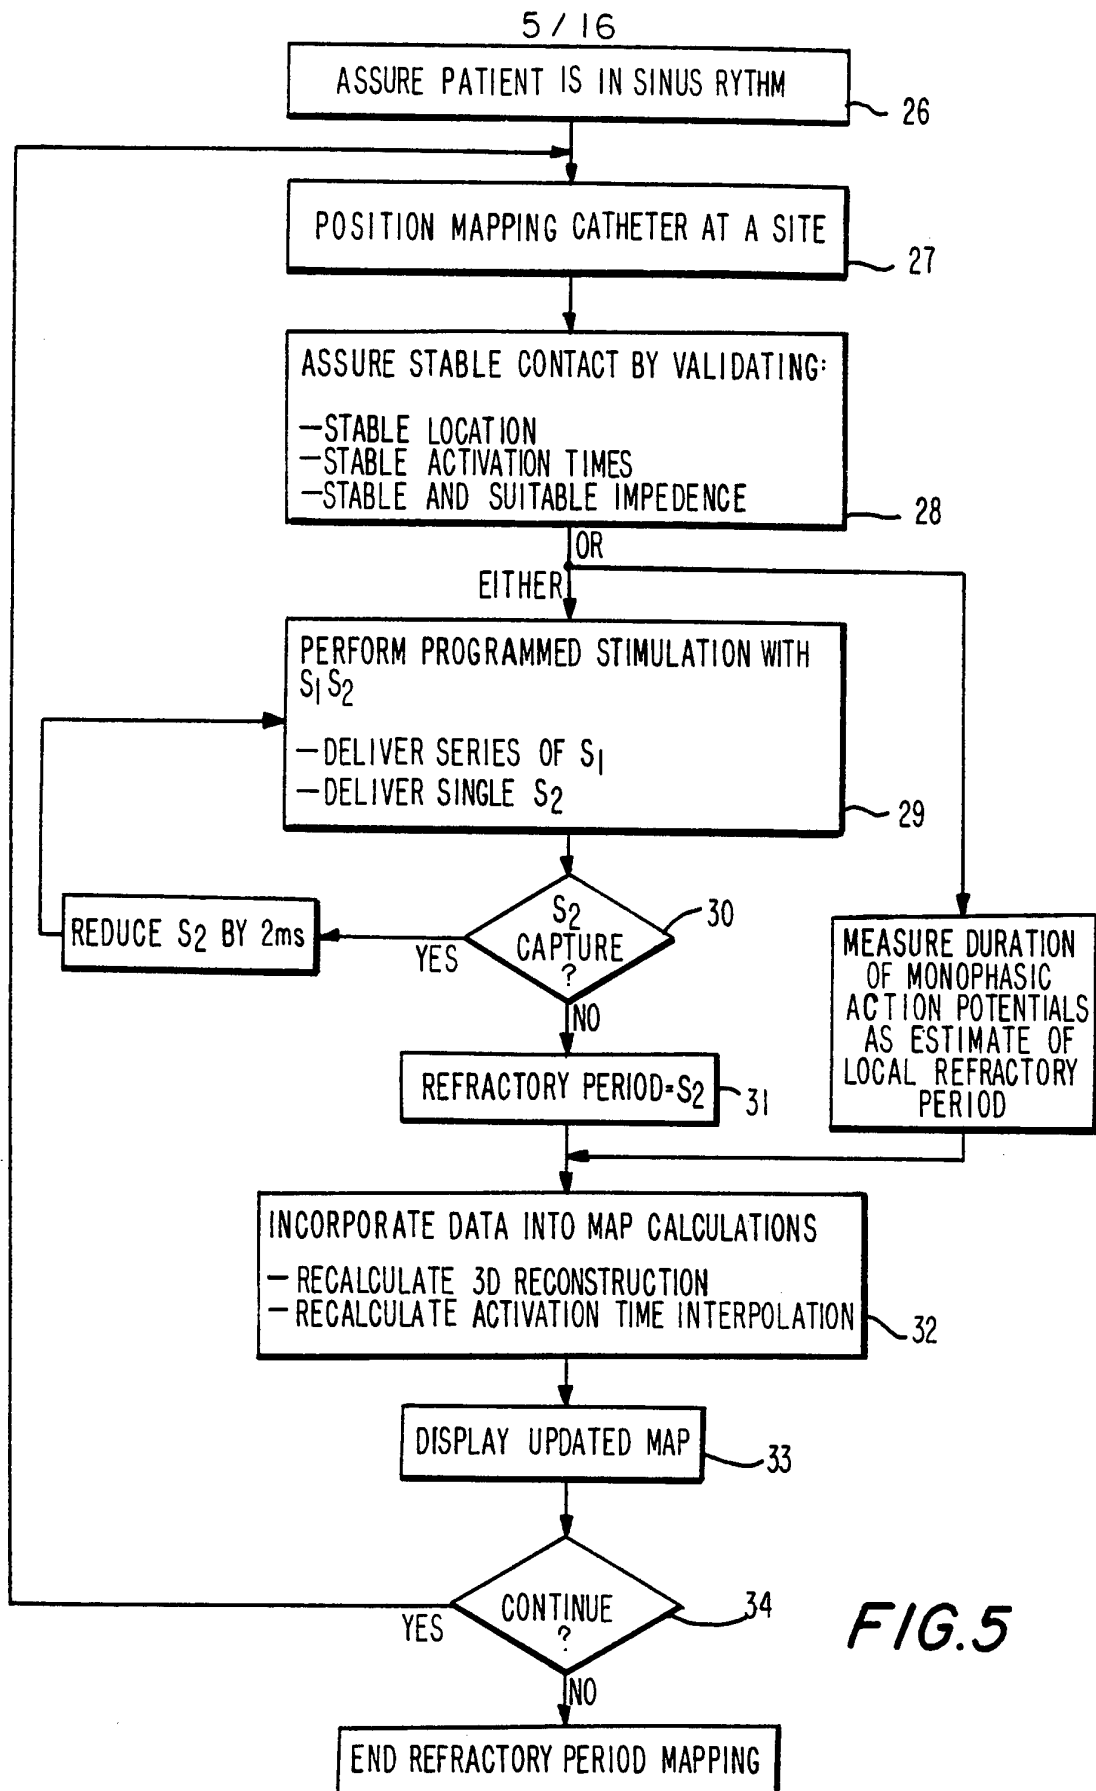 5/16
ASSURE PATIENT IS IN SINUS RYTHM
26
POSITION MAPPING CATHETER AT A SITE
27
ASSURE STABLE CONTACT BY VALIDATING:
—STABLE LOCATION
—STABLE ACTIVATION TIMES
—STABLE AND SUITABLE IMPEDENCE
28
OR
EITHER
PERFORM PROGRAMMED STIMULATION WITH
S1 S2
—DELIVER SERIES OF S1
—DELIVER SINGLE S2
29
S2
CAPTURE
?
30
YES
REDUCE S2 BY 2ms
NO
MEASURE DURATION
OF MONOPHASIC
ACTION POTENTIALS
AS ESTIMATE OF
LOCAL REFRACTORY
PERIOD
REFRACTORY PERIOD=S2
31
INCORPORATE DATA INTO MAP CALCULATIONS
— RECALCULATE 3D RECONSTRUCTION
— RECALCULATE ACTIVATION TIME INTERPOLATION
32
DISPLAY UPDATED MAP
33
CONTINUE
?
34
YES
NO
END REFRACTORY PERIOD MAPPING
FIG.5